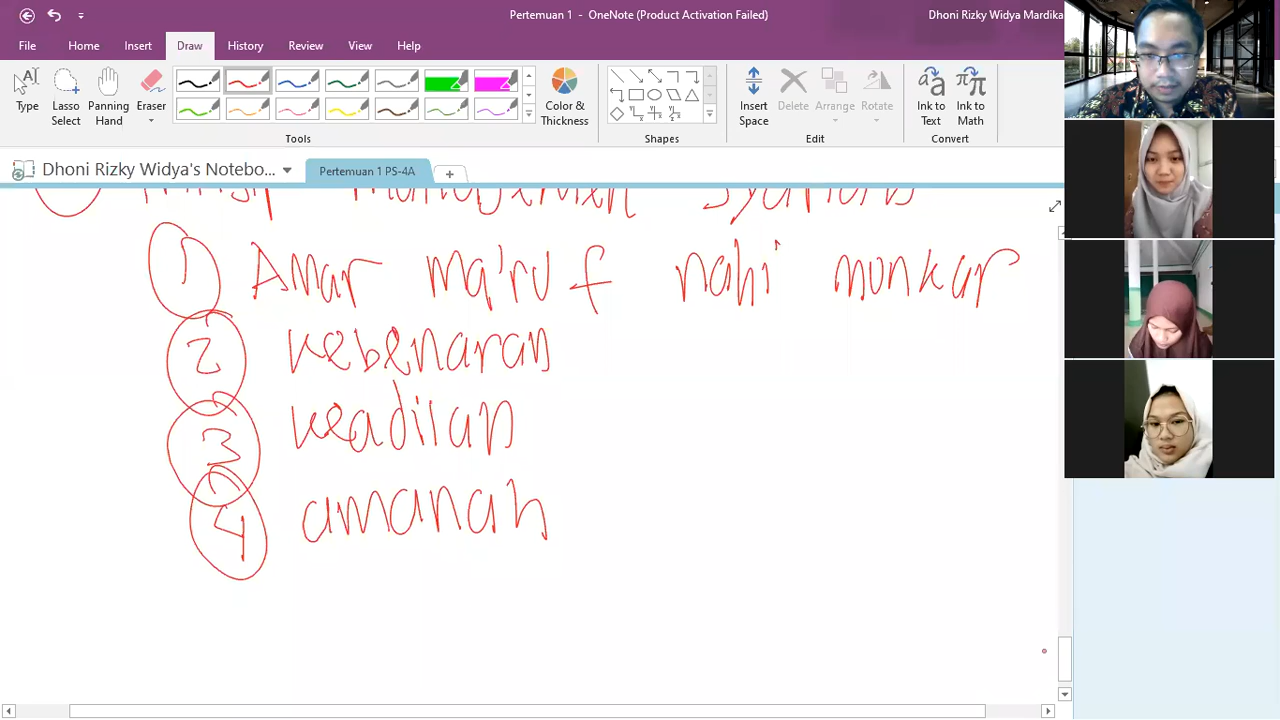 Pertemuan 1 - OneNote (Product Activation Failed)
Dhoni Rizky Widya Mardika
File Home Insert Draw History Review View Help
Type
Lasso Select
Panning Hand
Eraser
Color & Thickness
Insert Space
Delete
Arrange
Rotate
Ink to Text
Ink to Math
Tools
Shapes
Edit
Convert
Dhoni Rizky Widya's Notebo...
Pertemuan 1 PS-4A
Manajemen Syariahs
1 Amar ma'ruf nahi munkar
2 kebenaran
3 keadilan
4 amanah